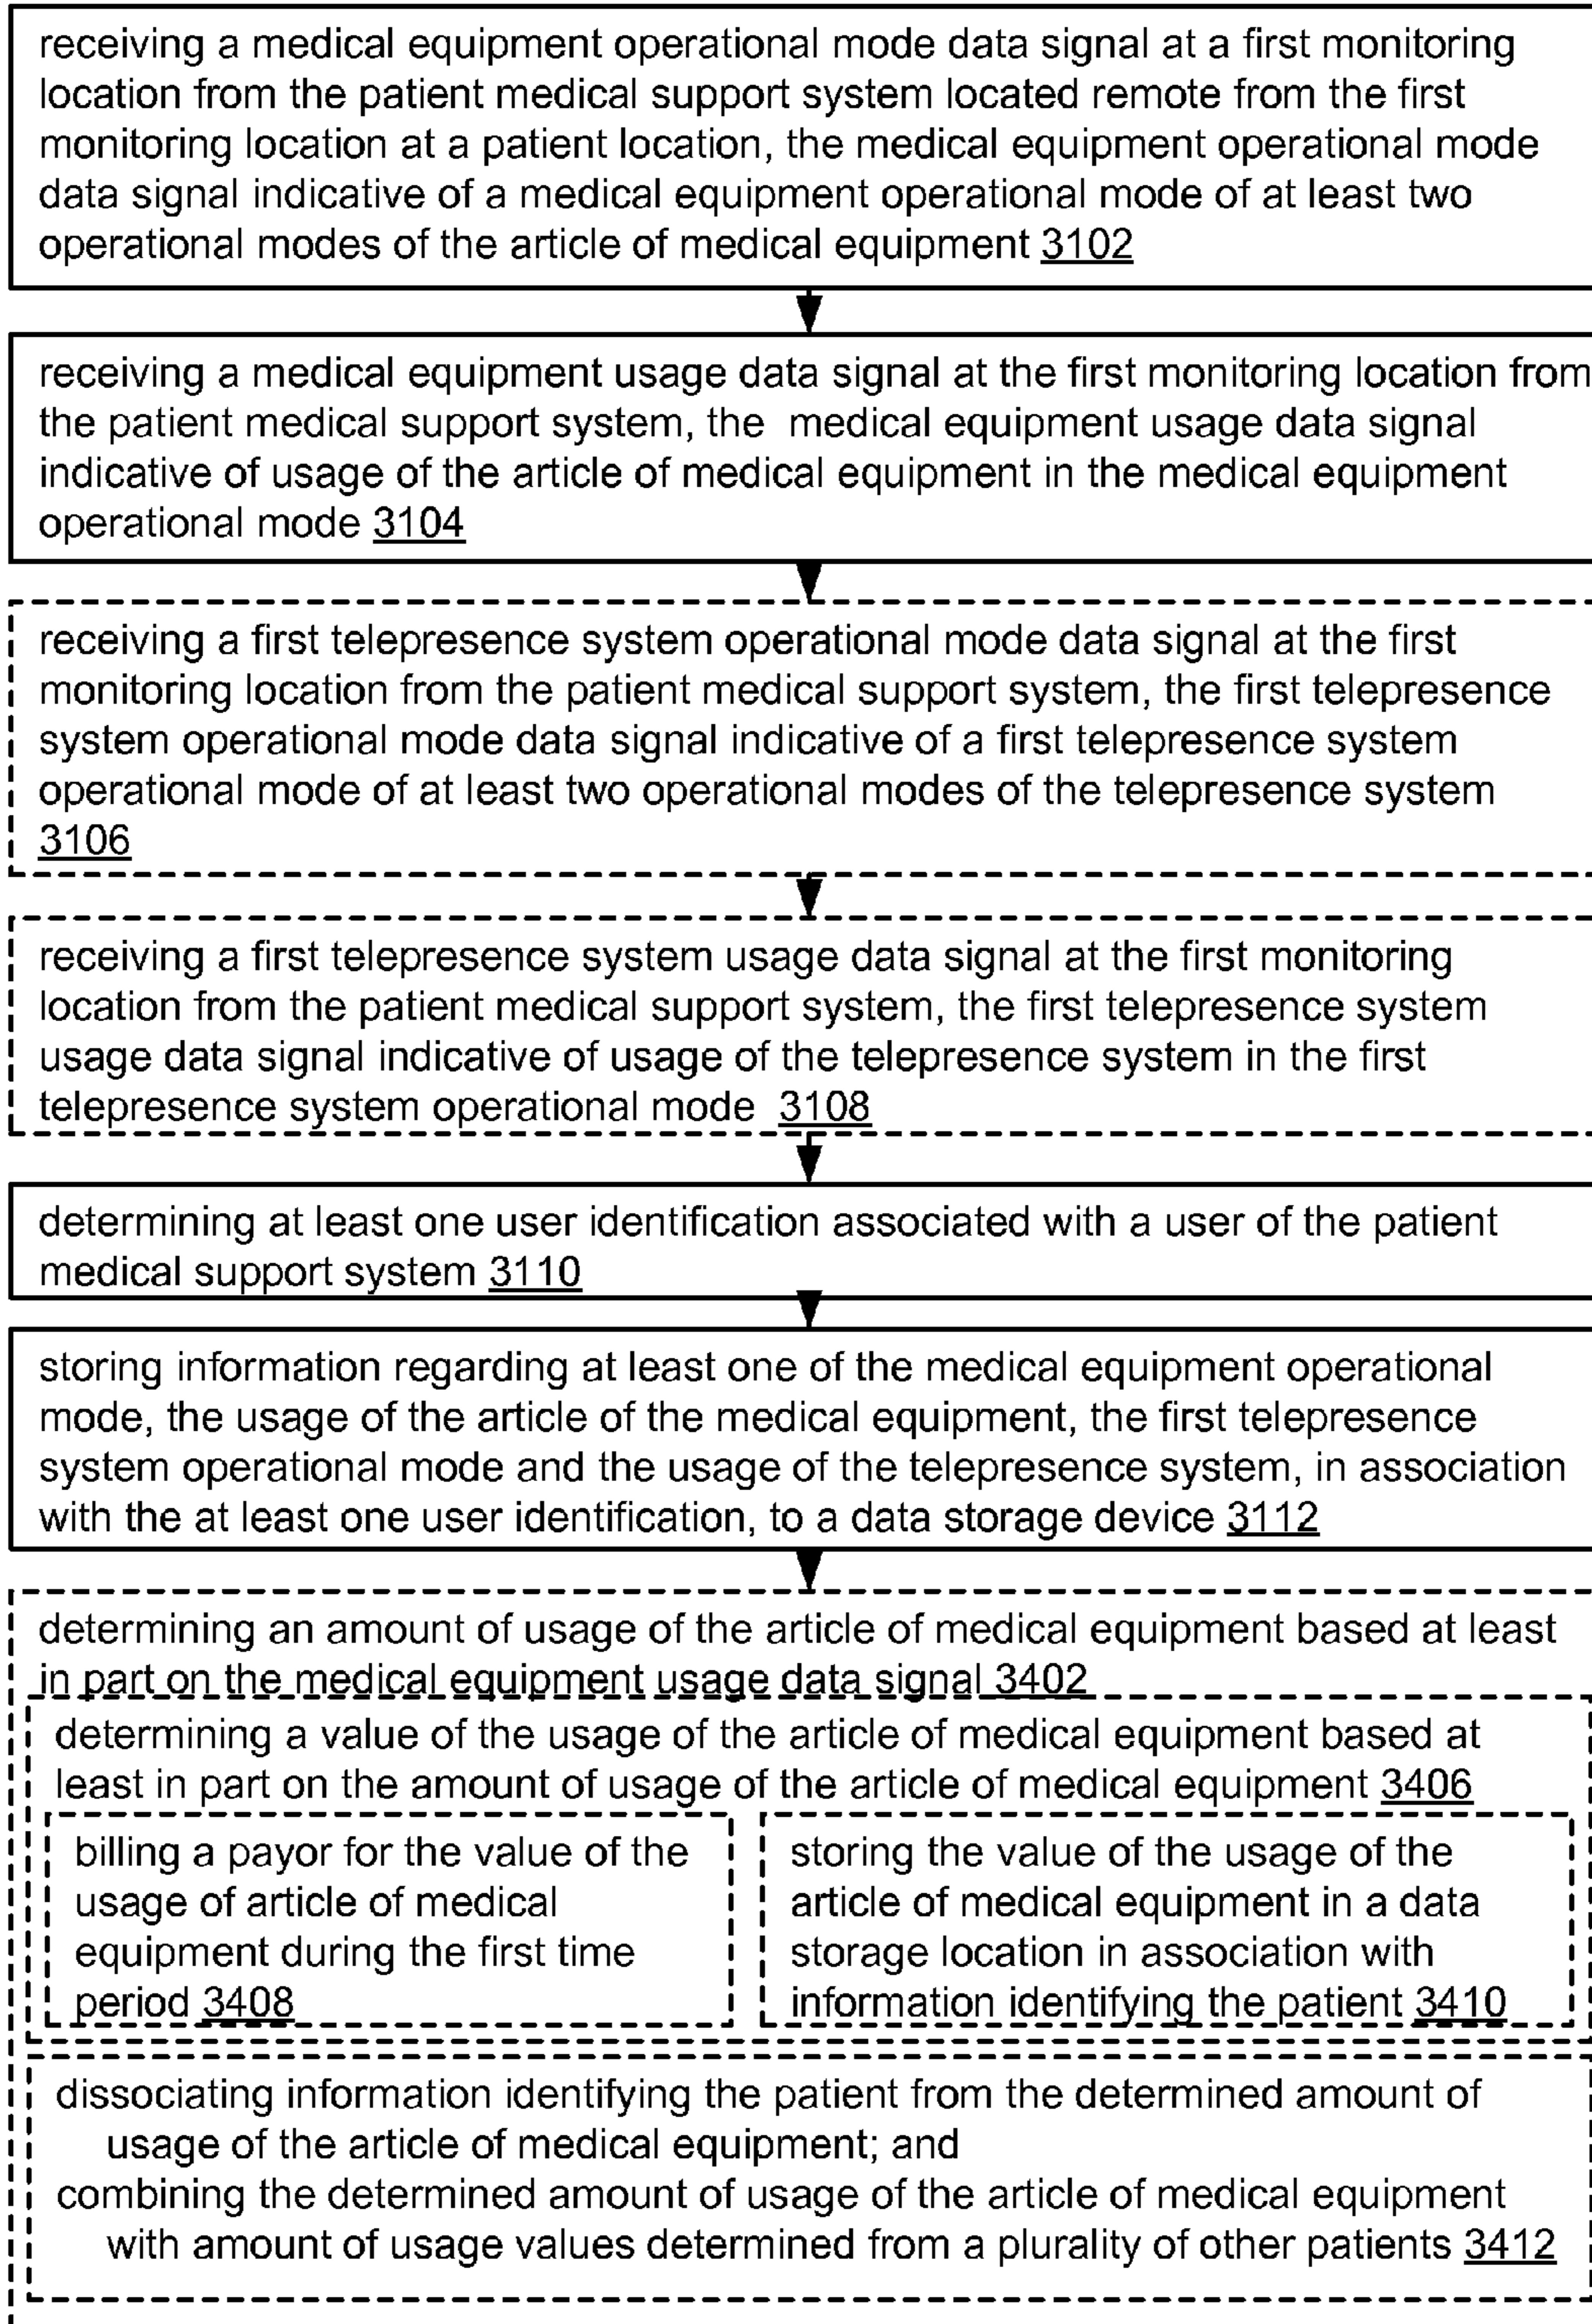 receiving a medical equipment operational mode data signal at a first monitoring
location from the patient medical support system located remote from the first
monitoring location at a patient location, the medical equipment operational mode
data signal indicative of a medical equipment operational mode of at least two
operational modes of the article of medical equipment 3102
receiving a medical equipment usage data signal at the first monitoring location from
the patient medical support system, the medical equipment usage data signal
indicative of usage of the article of medical equipment in the medical equipment
operational mode 3104
receiving a first telepresence system operational mode data signal at the first
monitoring location from the patient medical support system, the first telepresence
system operational mode data signal indicative of a first telepresence system
operational mode of at least two operational modes of the telepresence system
3106
receiving a first telepresence system usage data signal at the first monitoring
location from the patient medical support system, the first telepresence system
usage data signal indicative of usage of the telepresence system in the first
telepresence system operational mode 3108
determining at least one user identification associated with a user of the patient
medical support system 3110
storing information regarding at least one of the medical equipment operational
mode, the usage of the article of the medical equipment, the first telepresence
system operational mode and the usage of the telepresence system, in association
with the at least one user identification, to a data storage device 3112
determining an amount of usage of the article of medical equipment based at least
in part on the medical equipment usage data signal 3402
determining a value of the usage of the article of medical equipment based at
least in part on the amount of usage of the article of medical equipment 3406
billing a payor for the value of the
usage of article of medical
equipment during the first time
period 3408
storing the value of the usage of the
article of medical equipment in a data
storage location in association with
information identifying the patient 3410
dissociating information identifying the patient from the determined amount of
usage of the article of medical equipment; and
combining the determined amount of usage of the article of medical equipment
with amount of usage values determined from a plurality of other patients 3412